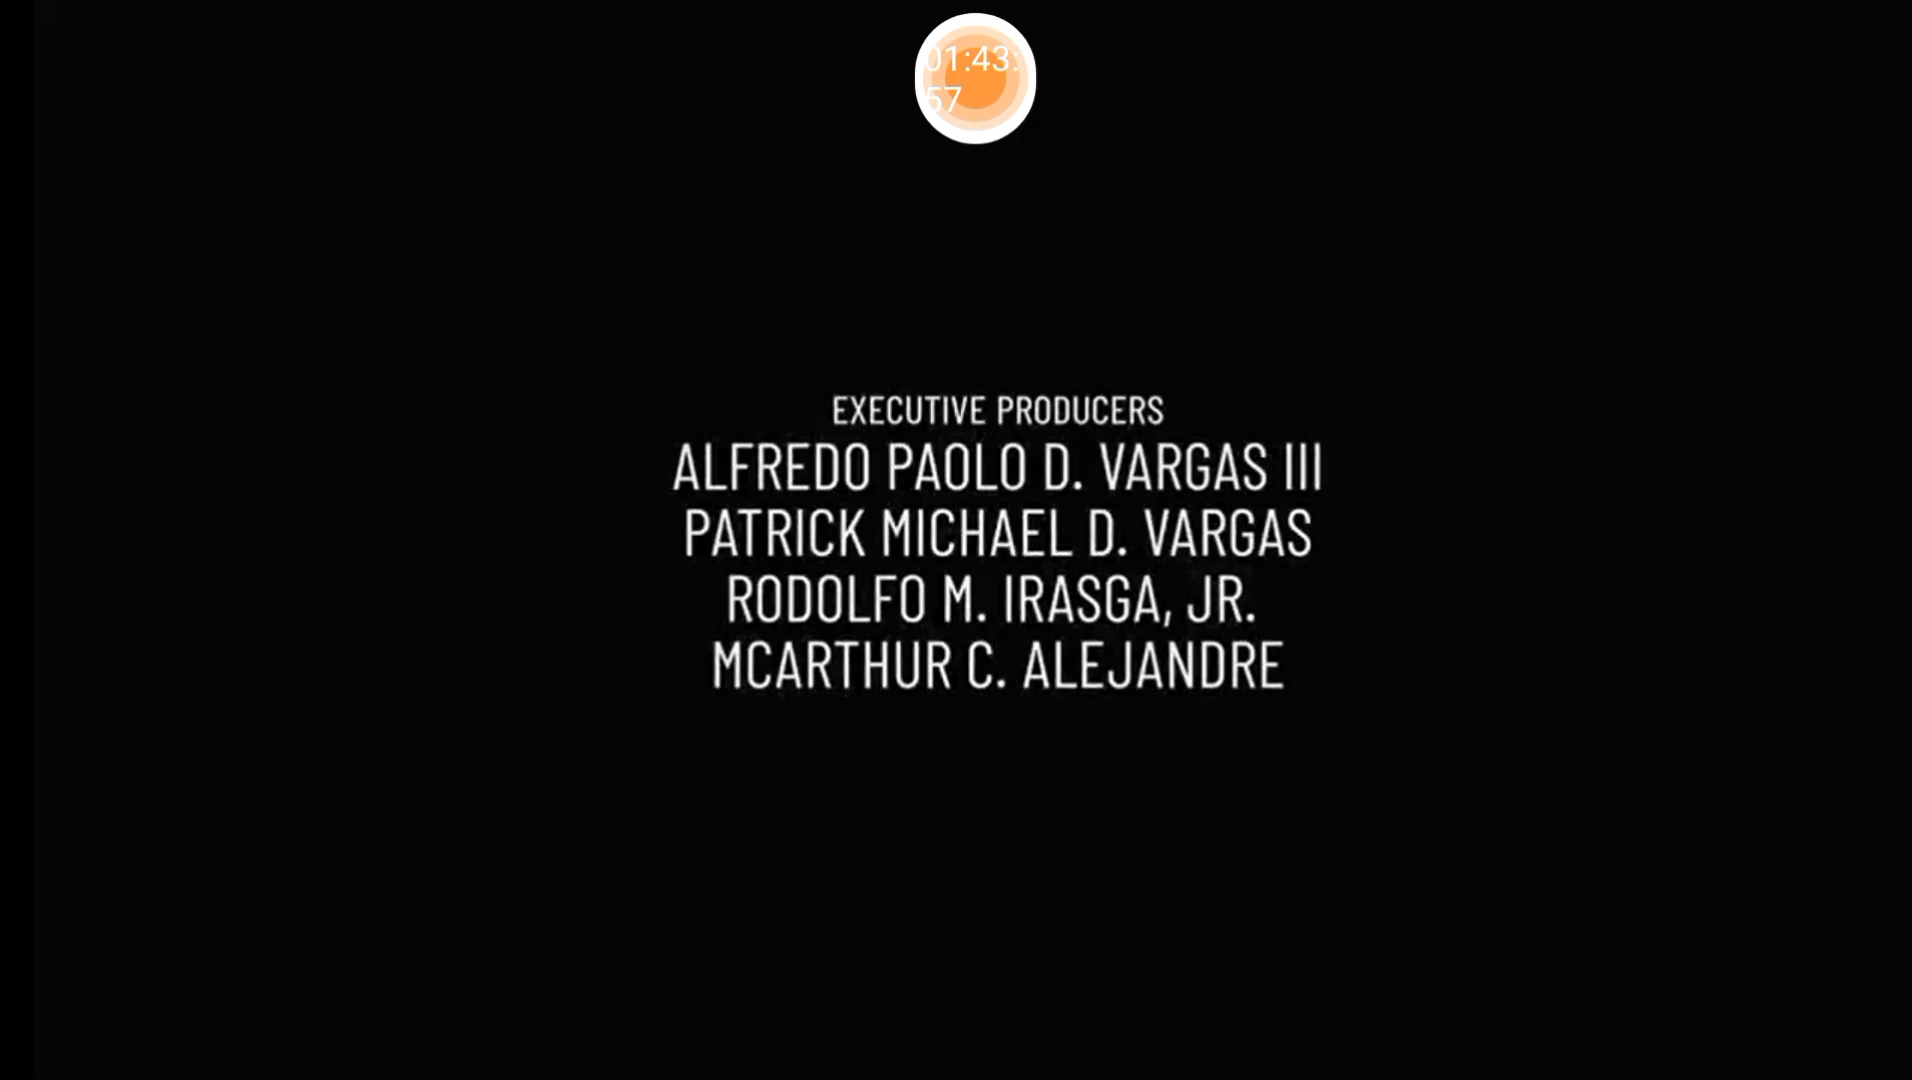 01:43:
57
EXECUTIVE PRODUCERS
ALFREDO PAOLO D. VARGAS III
PATRICK MICHAEL D. VARGAS
RODOLFO M. IRASGA, JR.
MCARTHUR C. ALEJANDRE